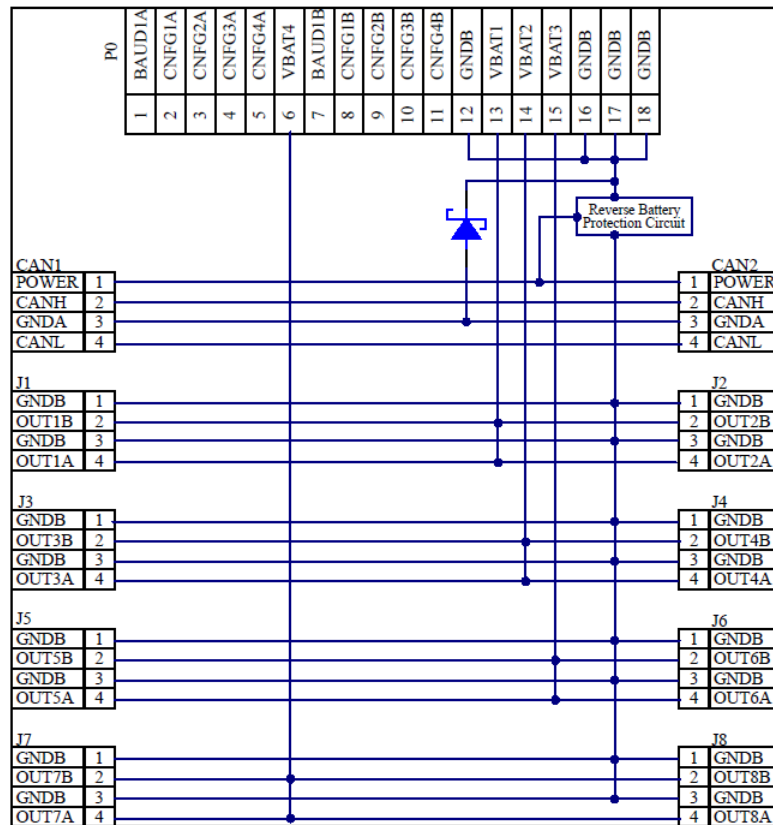 P0
BAUD1A CNFG1A CNFG2A CNFG3A CNFG4A VBAT4 BAUD1B CNFG1B CNFG2B CNFG3B CNFG4B GNDB VBAT1 VBAT2 VBAT3 GNDB GNDB GNDB
1 2 3 4 5 6 7 8 9 10 11 12 13 14 15 16 17 18
Reverse Battery
Protection Circuit
CAN1 CAN2
POWER 1 1 POWER
CANH 2 2 CANH
GNDA 3 3 GNDA
CANL 4 4 CANL
J1 J2
GNDB 1 1 GNDB
OUT1B 2 2 OUT2B
GNDB 3 3 GNDB
OUT1A 4 4 OUT2A
J3 J4
GNDB 1 1 GNDB
OUT3B 2 2 OUT4B
GNDB 3 3 GNDB
OUT3A 4 4 OUT4A
J5 J6
GNDB 1 1 GNDB
OUT5B 2 2 OUT6B
GNDB 3 3 GNDB
OUT5A 4 4 OUT6A
J7 J8
GNDB 1 1 GNDB
OUT7B 2 2 OUT8B
GNDB 3 3 GNDB
OUT7A 4 4 OUT8A